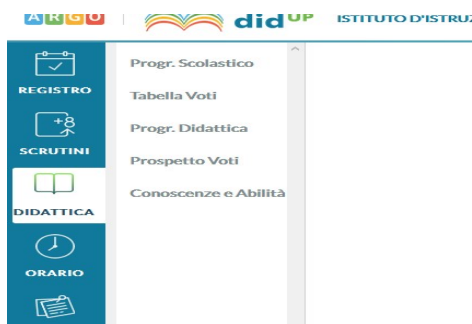 ARGO didUP ISTITUTO D'ISTRUZ
REGISTRO
SCRUTINI
DIDATTICA
ORARIO
Progr. Scolastico
Tabella Voti
Progr. Didattica
Prospetto Voti
Conoscenze e Abilità